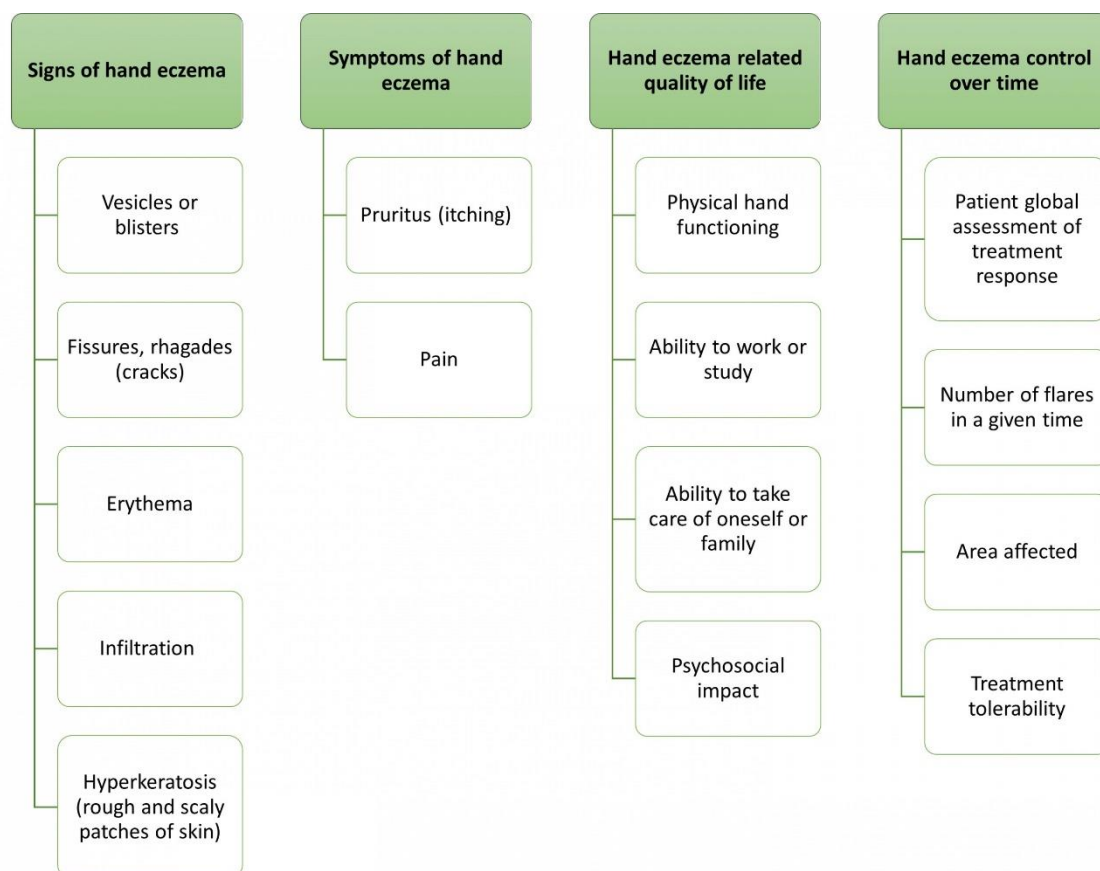 Signs of hand eczema
Vesicles or
blisters
Fissures, rhagades
(cracks)
Erythema
Infiltration
Hyperkeratosis
(rough and scaly
patches of skin)
Symptoms of hand
eczema
Pruritus (itching)
Pain
Hand eczema related
quality of life
Physical hand
functioning
Ability to work or
study
Ability to take
care of oneself or
family
Psychosocial
impact
Hand eczema control
over time
Patient global
assessment of
treatment
response
Number of flares
in a given time
Area affected
Treatment
tolerability